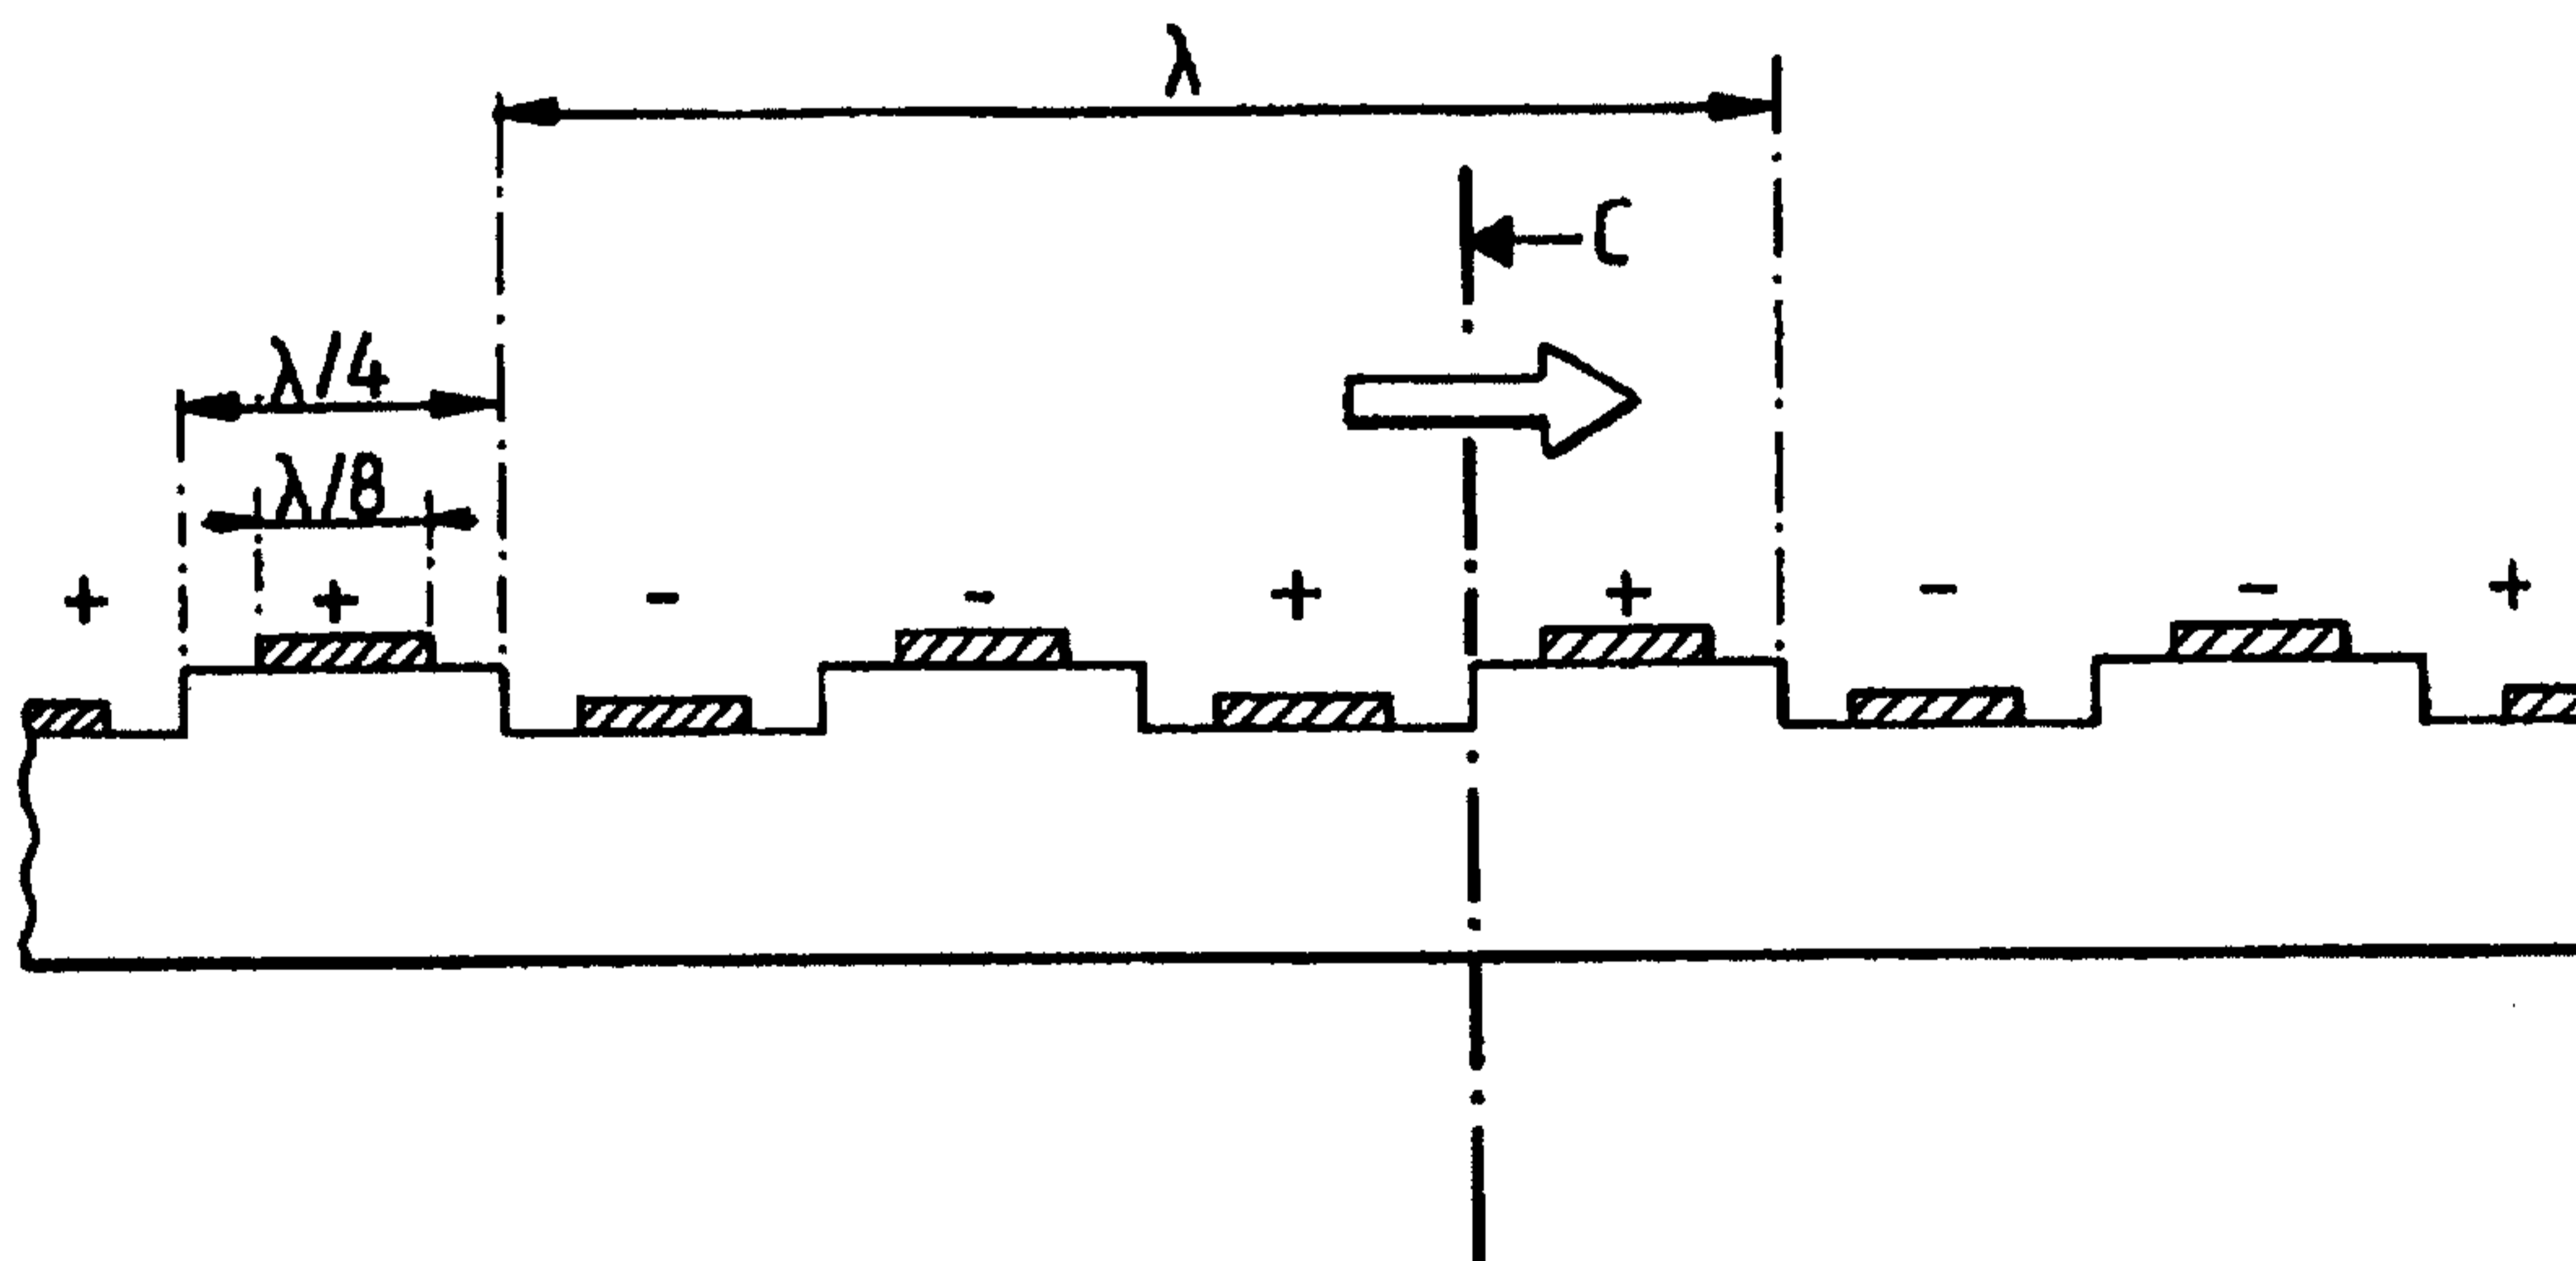 λ
C
λ/4
λ/8
+ + - - + + - - +